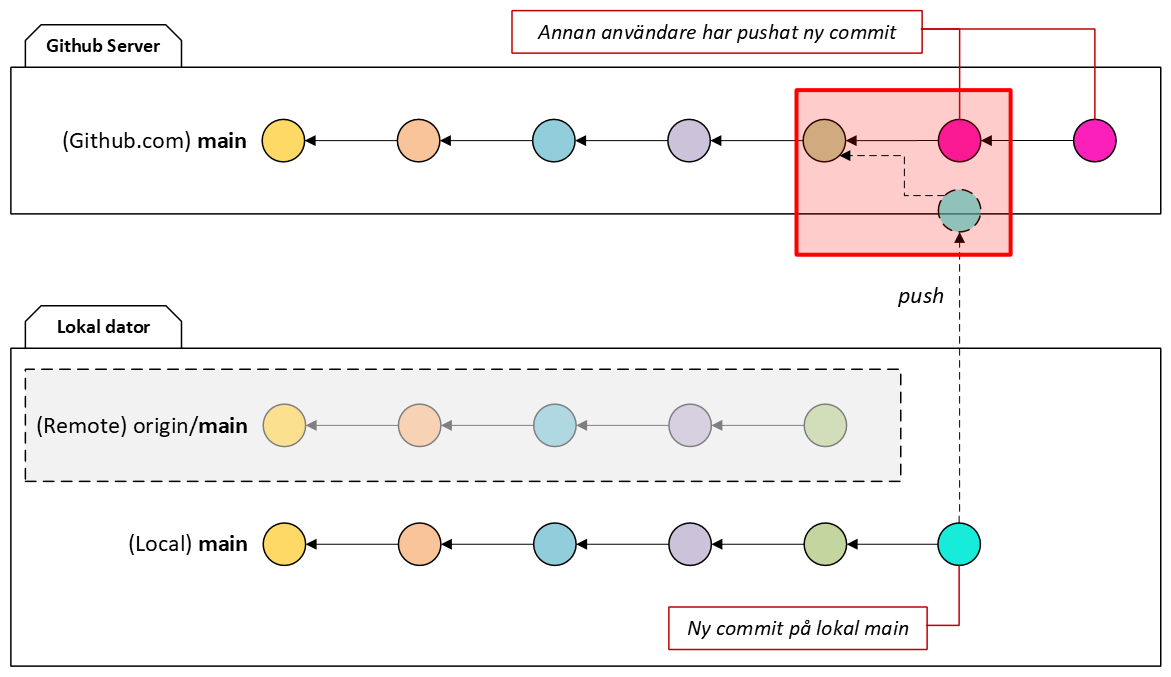 Annan användare har pushat ny commit
Github Server
(Github.com) main
push
Lokal dator
(Remote) origin/main
(Local) main
Ny commit på lokal main